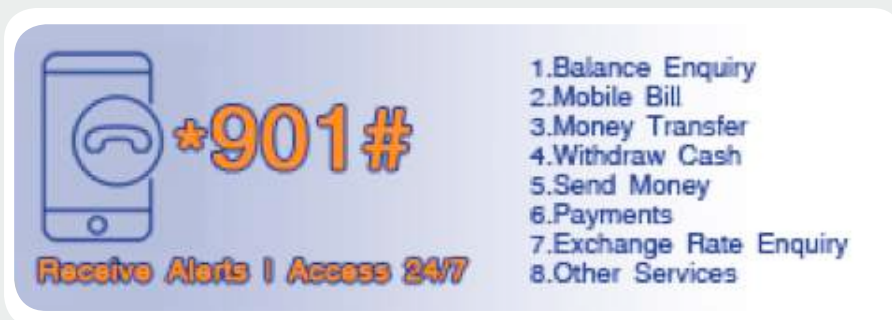 *901#
Receive Alerts | Access 24/7
1.Balance Enquiry
2.Mobile Bill
3.Money Transfer
4.Withdraw Cash
5.Send Money
6.Payments
7.Exchange Rate Enquiry
8.Other Services